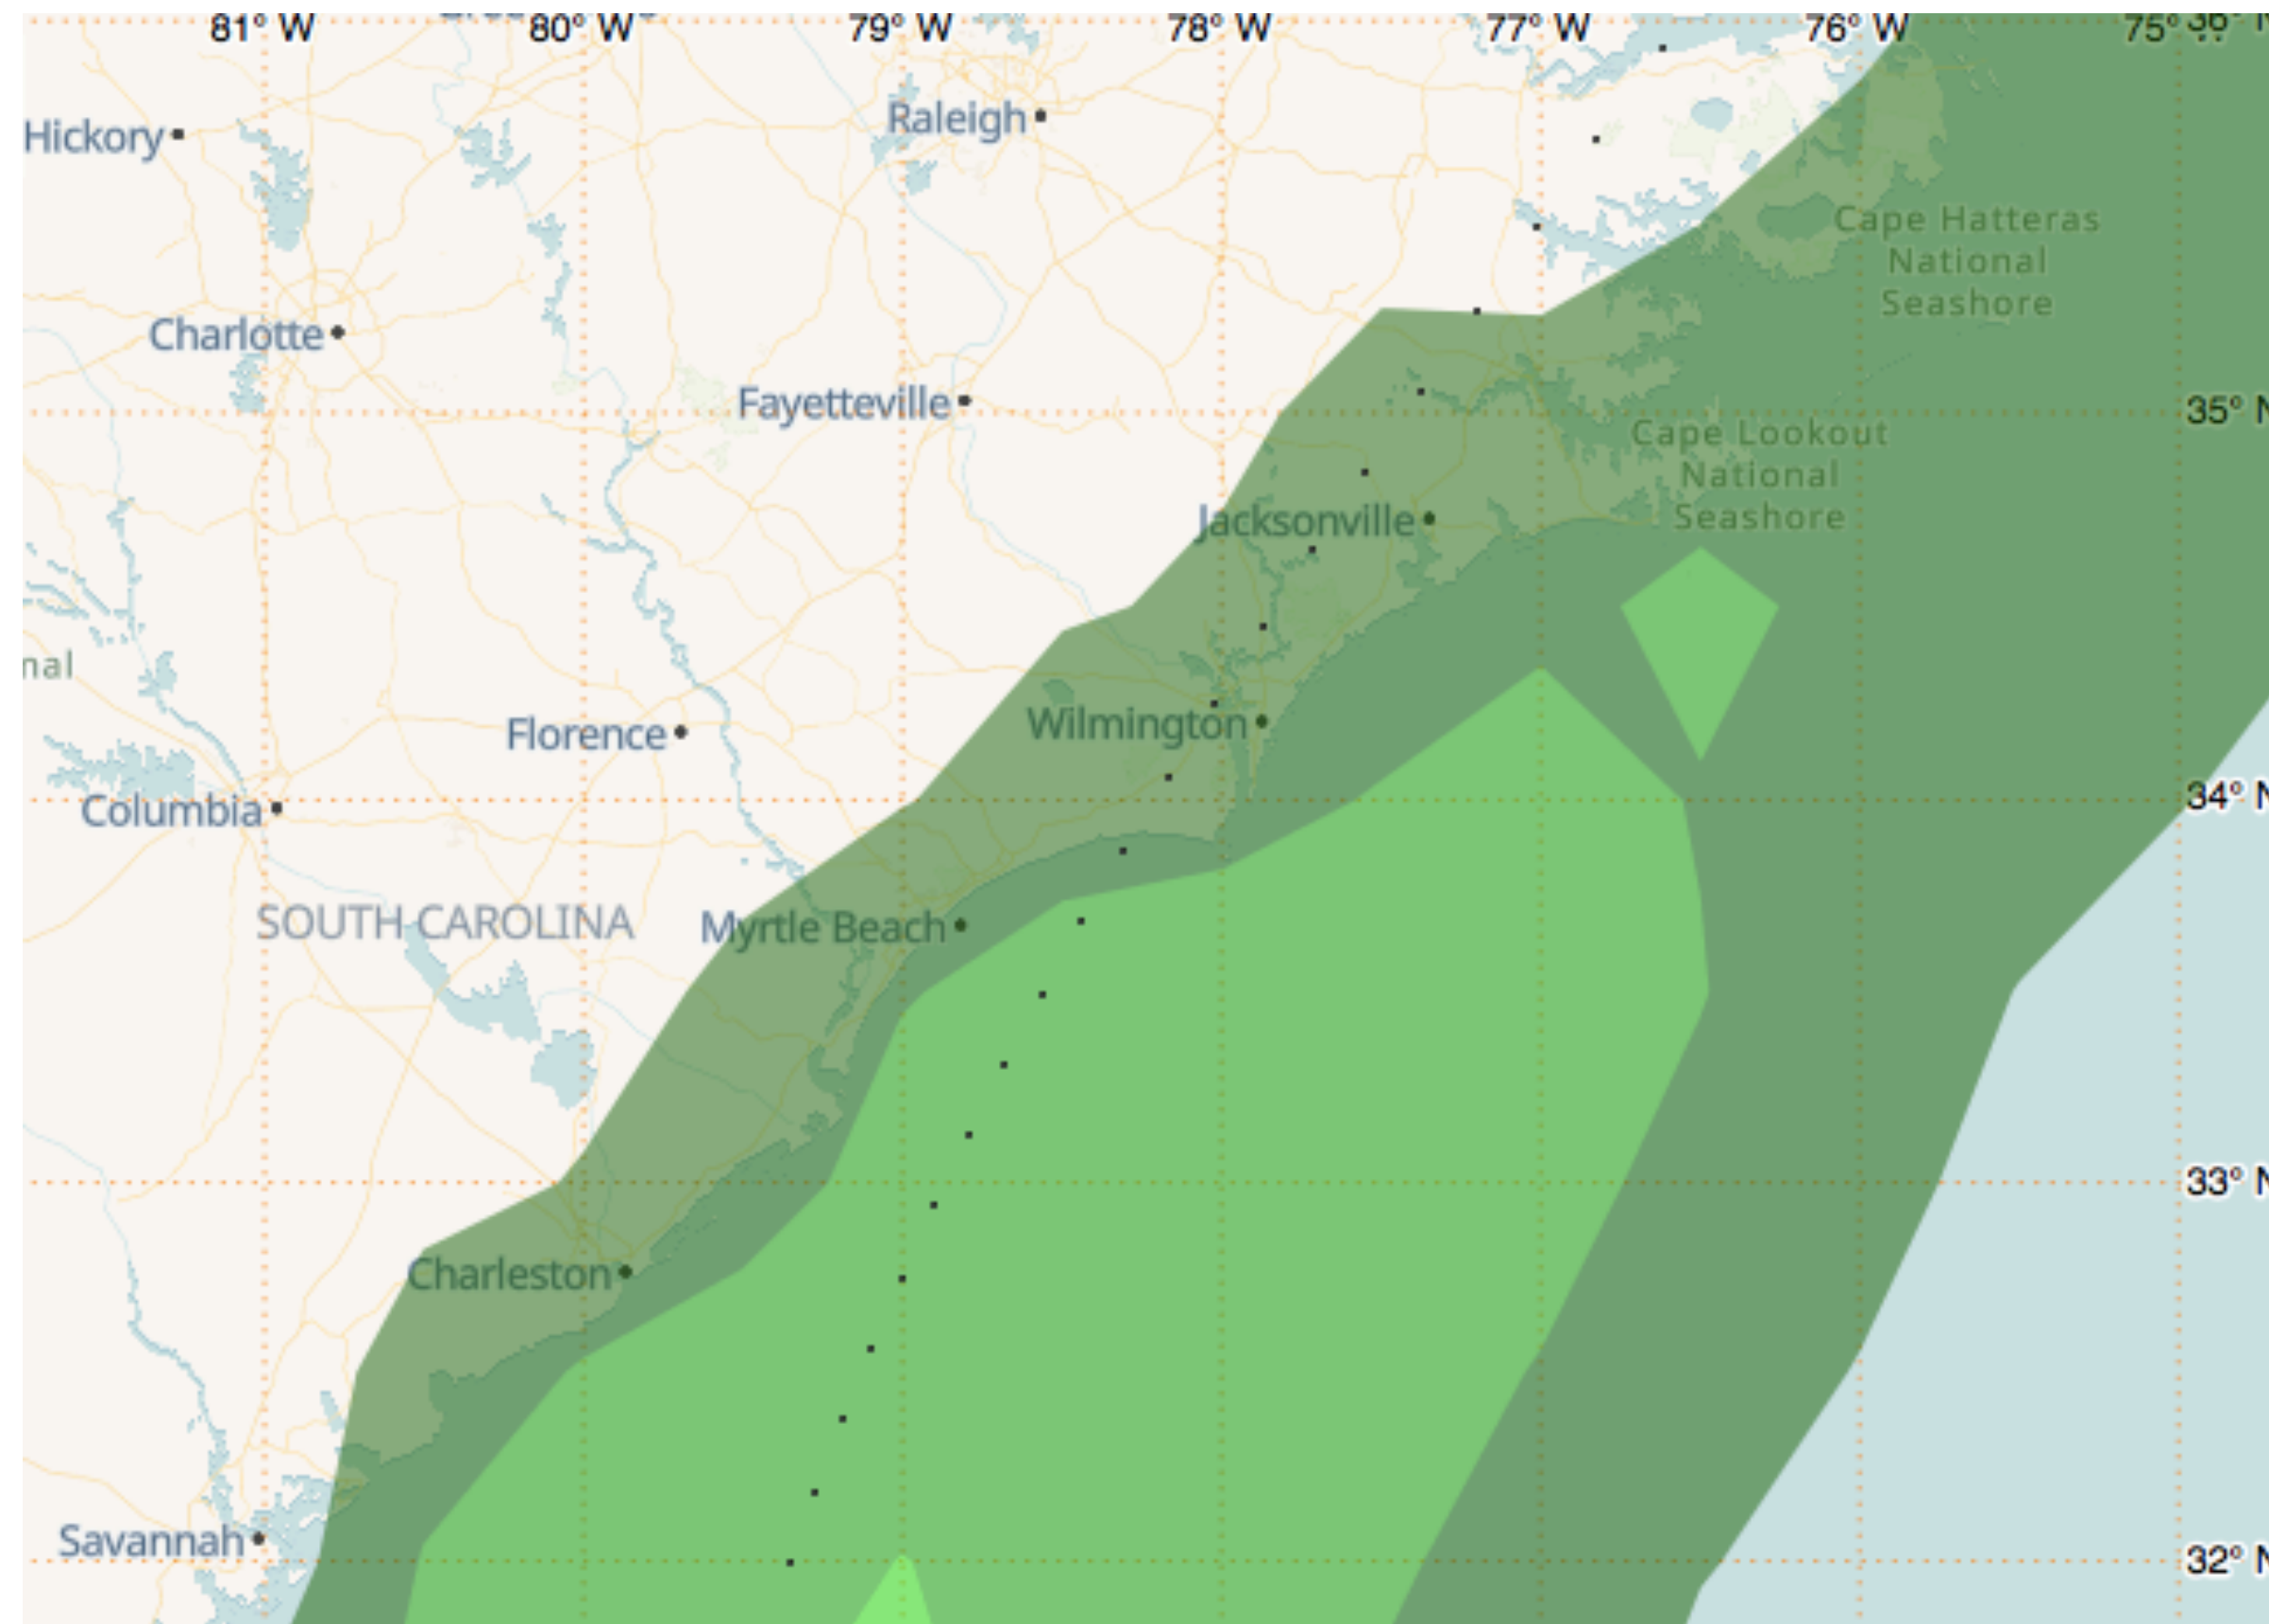 81° W
80° W
79° W
78° W
77° W
76° W
75°
36° N
Raleigh
Hickory
Cape Hatteras
National
Seashore
Charlotte
Fayetteville
35° N
Cape Lookout
National
Seashore
Jacksonville
nal
Wilmington
Florence
34° N
Columbia
SOUTH CAROLINA
Myrtle Beach
33° N
Charleston
Savannah
32° N